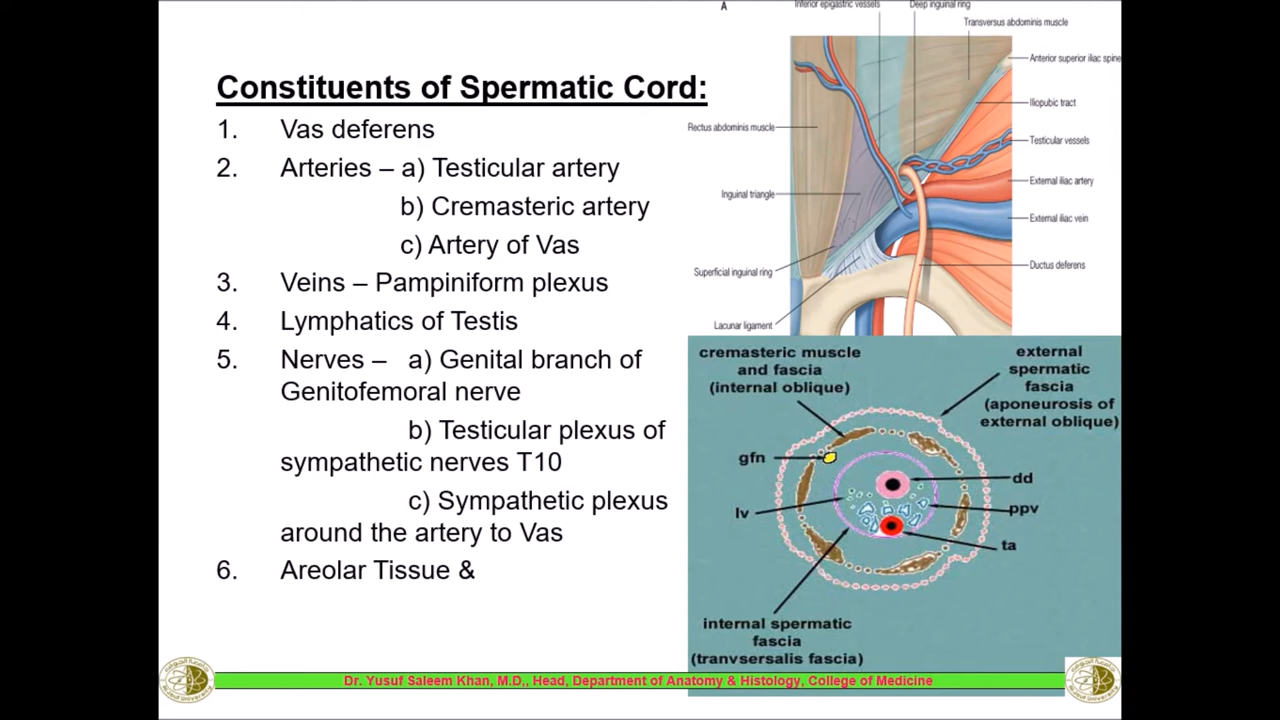 Constituents of Spermatic Cord:
1. Vas deferens
2. Arteries – a) Testicular artery
b) Cremasteric artery
c) Artery of Vas
3. Veins – Pampiniform plexus
4. Lymphatics of Testis
5. Nerves – a) Genital branch of
Genitofemoral nerve
b) Testicular plexus of
sympathetic nerves T10
c) Sympathetic plexus
around the artery to Vas
6. Areolar Tissue &
A
Inferior epigastric vessels
Deep inguinal ring
Transversus abdominis muscle
Anterior superior iliac spine
Iliopubic tract
Rectus abdominis muscle
Testicular vessels
External iliac artery
Inguinal triangle
External iliac vein
Superficial inguinal ring
Ductus deferens
Lacunar ligament
cremasteric muscle
and fascia
(internal oblique)
external
spermatic
fascia
(aponeurosis of
external oblique)
gfn
dd
lv
ppv
ta
internal spermatic
fascia
(tranvsersalis fascia)
Dr. Yusuf Saleem Khan, M.D,, Head, Department of Anatomy & Histology, College of Medicine